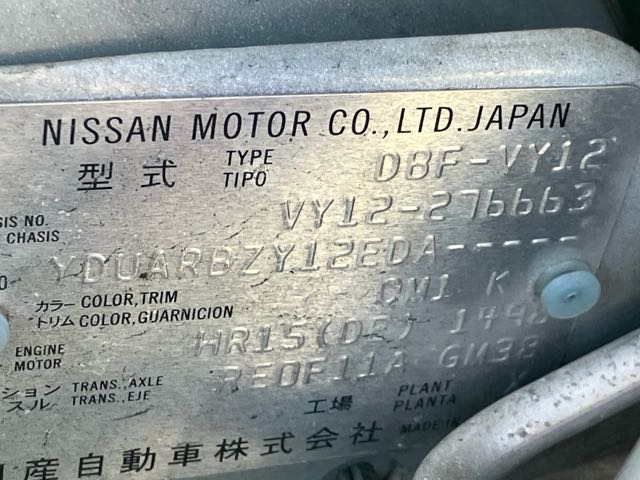 NISSAN MOTOR CO.,LTD.JAPAN
型式 TYPE TIPO DBF-VY12
SIS NO. CHASIS VY12-276663
YDUARBZY12EDA-----
カラー COLOR,TRIM トリム COLOR,GUARNICION QM1 K
ENGINE MOTOR HR15(DE) 1498
ション スル TRANS.,AXLE TRANS.,EJE RE0F11A GM38
工場 PLANT PLANTA
産自動車株式会社 MADE IN